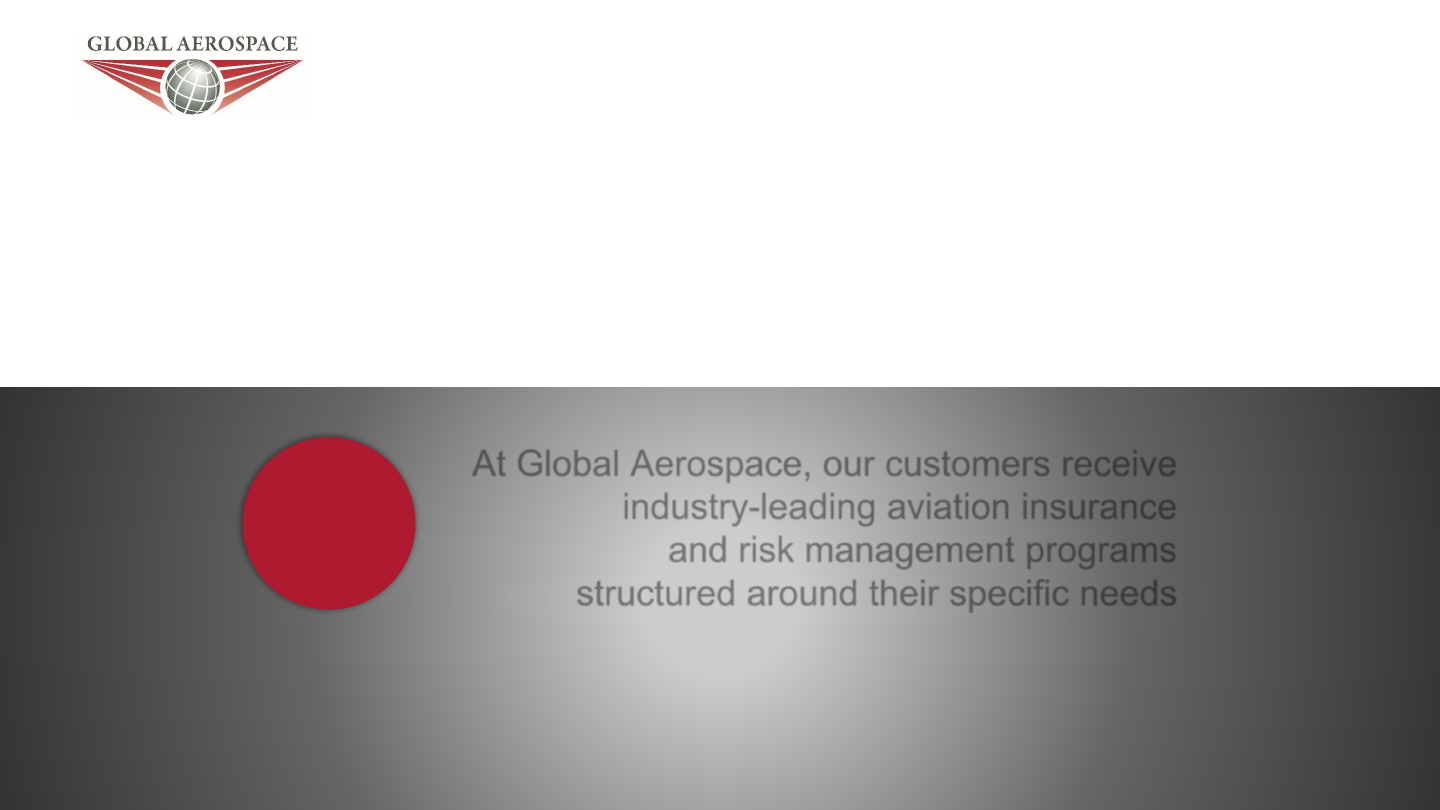 GLOBAL AEROSPACE
At Global Aerospace, our customers receive
industry-leading aviation insurance
and risk management programs
structured around their specific needs